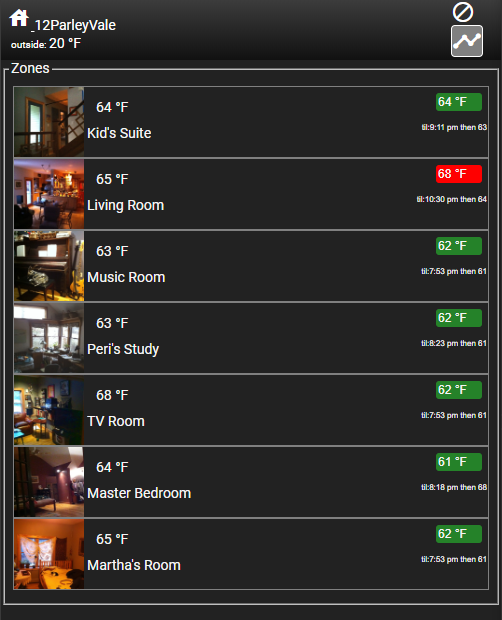 _12ParleyVale
outside: 20 °F
Zones
64 °F
64 °F
Kid's Suite
til:9:11 pm then 63
65 °F
68 °F
Living Room
til:10:30 pm then 64
63 °F
62 °F
Music Room
til:7:53 pm then 61
63 °F
62 °F
Peri's Study
til:8:23 pm then 61
68 °F
62 °F
TV Room
til:7:53 pm then 61
64 °F
61 °F
Master Bedroom
til:8:18 pm then 68
65 °F
62 °F
Martha's Room
til:7:53 pm then 61